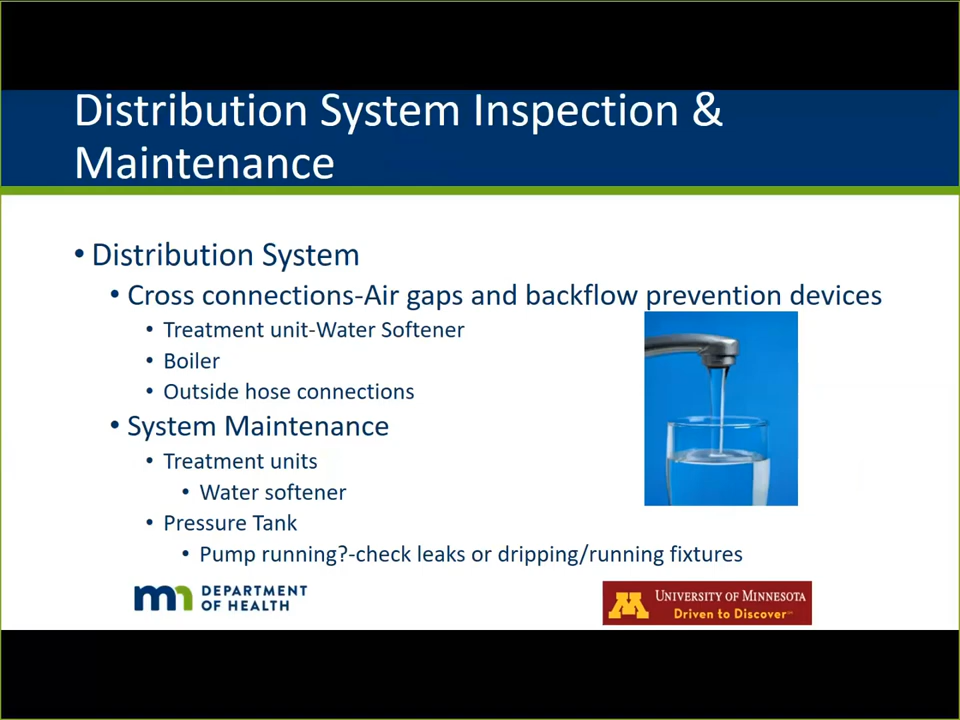 Distribution System Inspection &
Maintenance
• Distribution System
• Cross connections-Air gaps and backflow prevention devices
• Treatment unit-Water Softener
• Boiler
• Outside hose connections
• System Maintenance
• Treatment units
• Water softener
• Pressure Tank
• Pump running?-check leaks or dripping/running fixtures
mn DEPARTMENT
OF HEALTH
M UNIVERSITY OF MINNESOTA
Driven to Discover℠